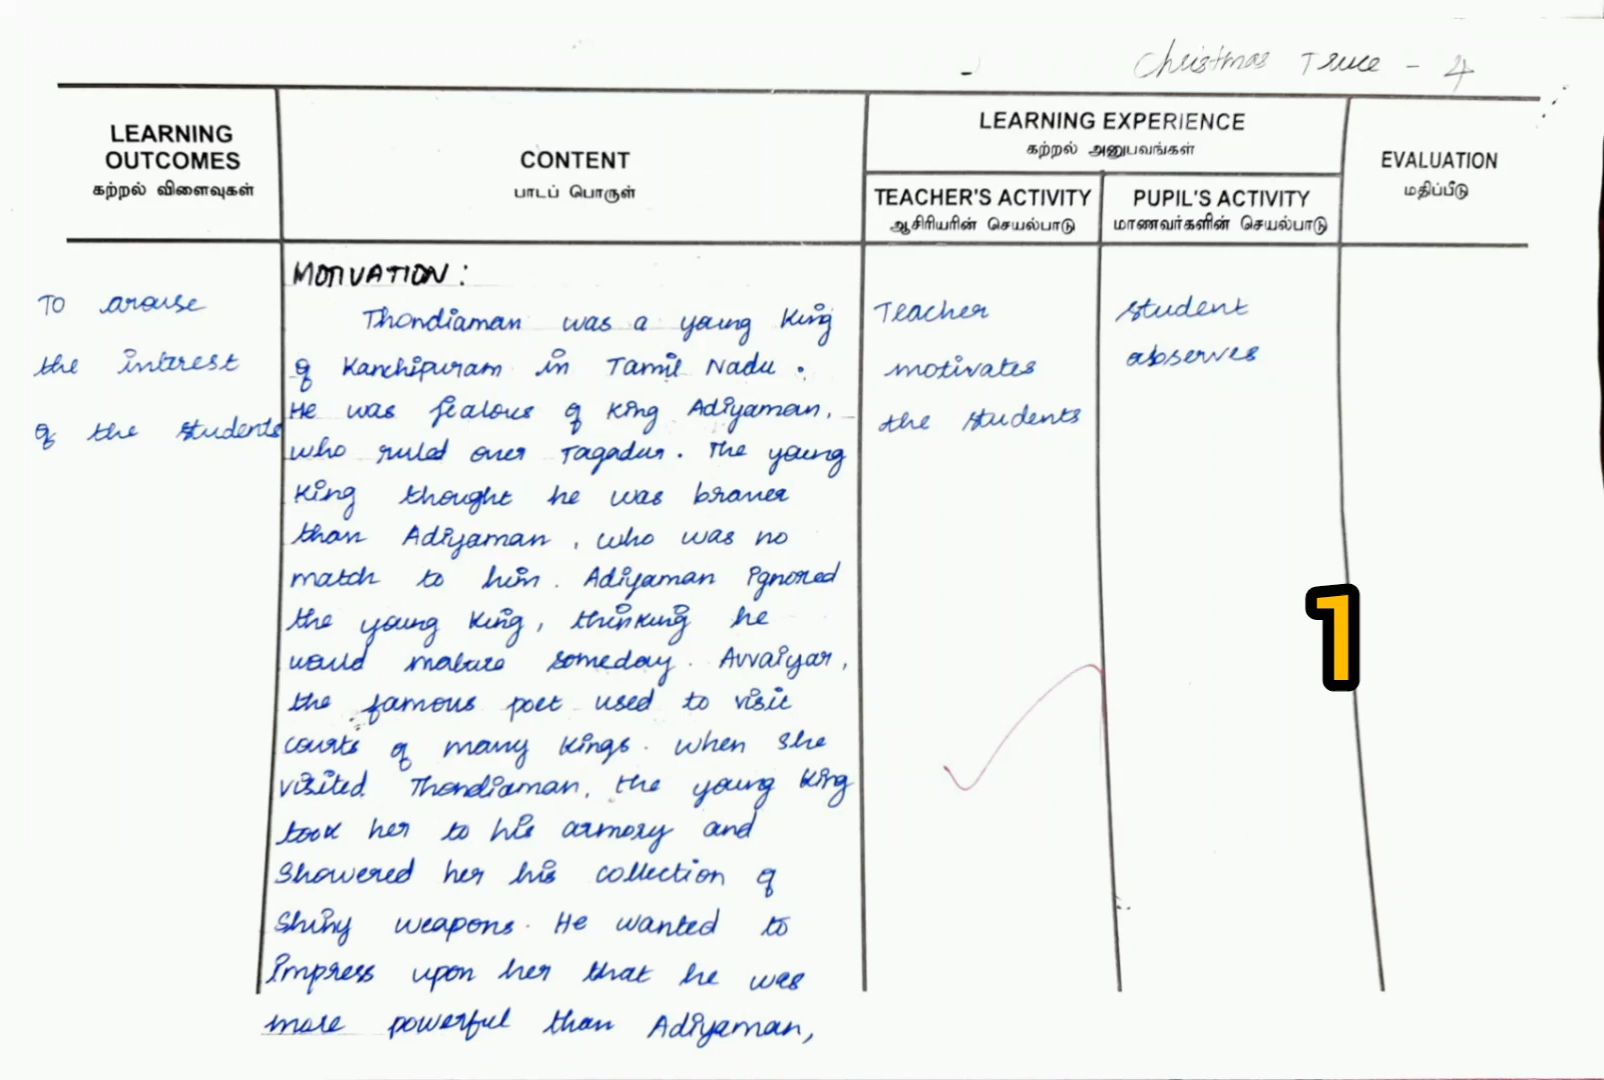 Christmas Truce - 4
LEARNING OUTCOMES
கற்றல் விளைவுகள்
CONTENT
பாடப் பொருள்
LEARNING EXPERIENCE
கற்றல் அனுபவங்கள்
TEACHER'S ACTIVITY
ஆசிரியரின் செயல்பாடு
PUPIL'S ACTIVITY
மாணவர்களின் செயல்பாடு
EVALUATION
மதிப்பீடு
To arouse
the interest
of the students
MOTIVATION :
Thondiaman was a young King
of Kanchipuram in Tamil Nadu .
He was jealous of King Adiyaman,
who ruled over Tagadur. The young
King thought he was braver
than Adiyaman, who was no
match to him. Adiyaman ignored
the young King, thinking he
would mature someday. Avvaiyar,
the famous poet used to visit
courts of many kings. When she
visited Thondiaman, the young King
took her to his armory and
Showered her his collection of
Shiny weapons. He wanted to
impress upon her that he was
more powerful than Adiyaman,
Teacher
motivates
the students
student
observes
1